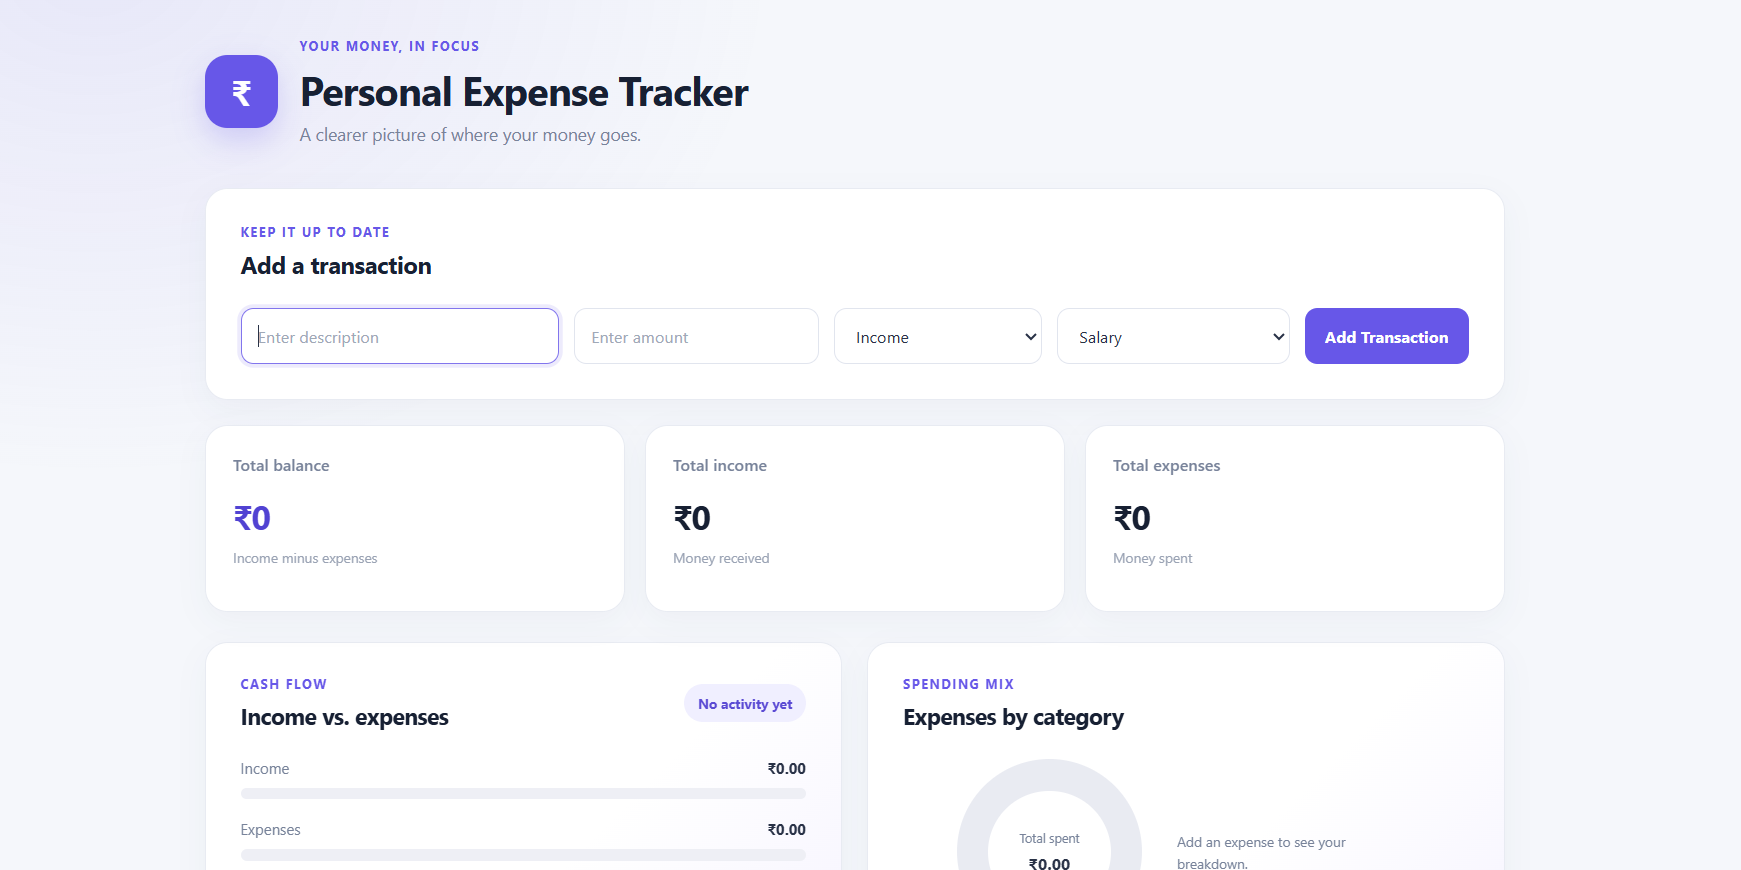 YOUR MONEY, IN FOCUS
₹
Personal Expense Tracker
A clearer picture of where your money goes.
KEEP IT UP TO DATE
Add a transaction
Enter description
Enter amount
Income
Salary
Add Transaction
Total balance
₹0
Income minus expenses
Total income
₹0
Money received
Total expenses
₹0
Money spent
CASH FLOW
Income vs. expenses
No activity yet
Income
₹0.00
Expenses
₹0.00
SPENDING MIX
Expenses by category
Total spent
₹0.00
Add an expense to see your
breakdown.